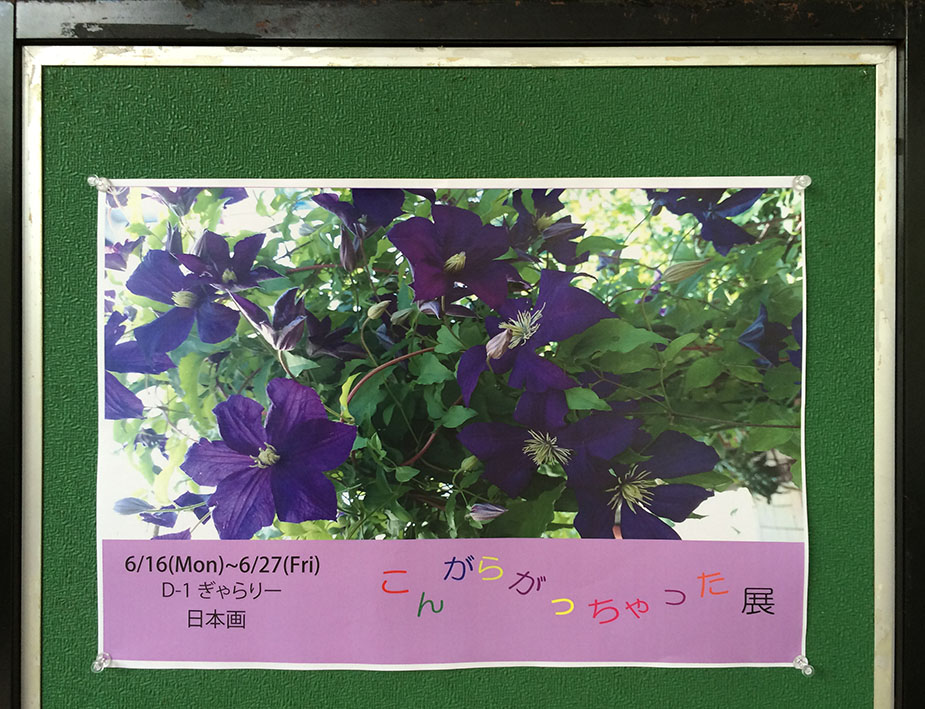 6/16(Mon)~6/27(Fri)
D-1 ぎゃらりー
日本画
こんがらがっちゃった 展